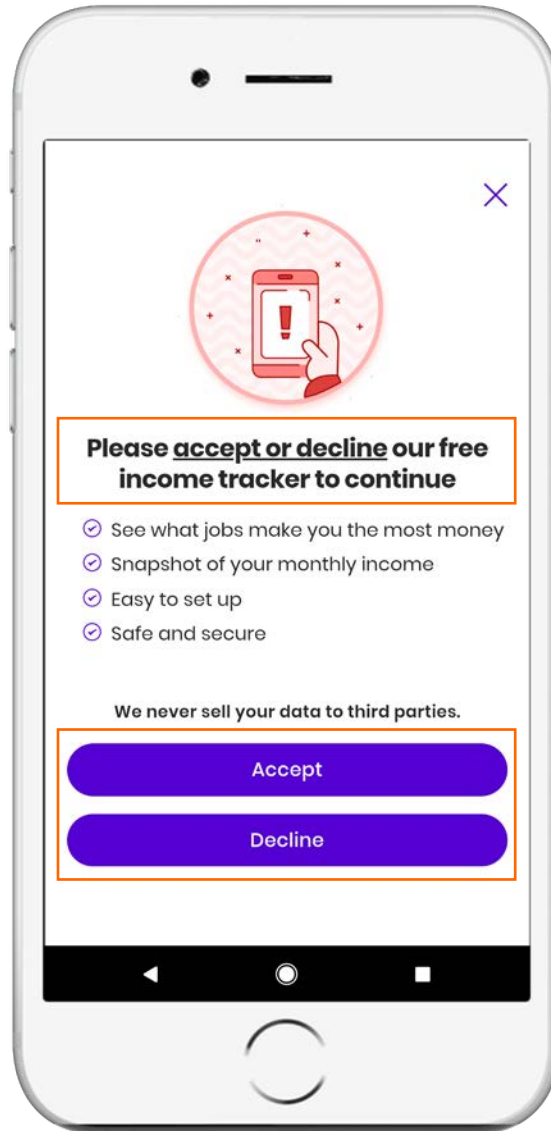 Please accept or decline our free
income tracker to continue
See what jobs make you the most money
Snapshot of your monthly income
Easy to set up
Safe and secure
We never sell your data to third parties.
Accept
Decline